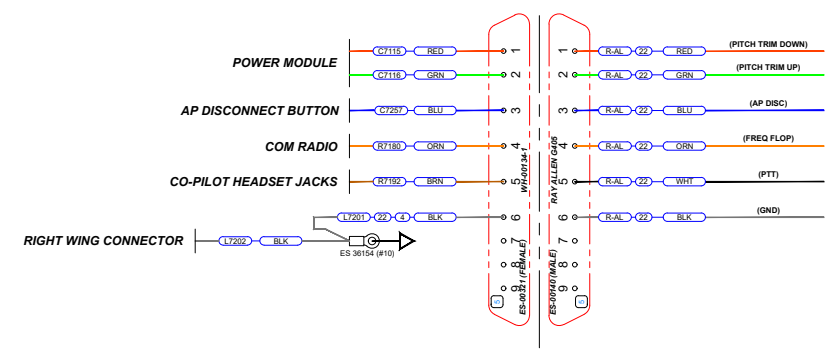 POWER MODULE
C7115 RED
C7116 GRN
1 1
2 2
R-AL 22 RED (PITCH TRIM DOWN)
R-AL 22 GRN (PITCH TRIM UP)
AP DISCONNECT BUTTON C7257 BLU 3 3 R-AL 22 BLU (AP DISC)
COM RADIO R7180 ORN 4 4 R-AL 22 ORN (FREQ FLOP)
CO-PILOT HEADSET JACKS R7192 BRN 5 5 R-AL 22 WHT (PTT)
L7201 22 4 BLK 6 6 R-AL 22 BLK (GND)
RIGHT WING CONNECTOR L7202 BLK
ES 36154 (#10)
7 7
8 8
9 9
WH-00134-1
ES-00321 (FEMALE)
RAY ALLEN G405
ES-00140 (MALE)